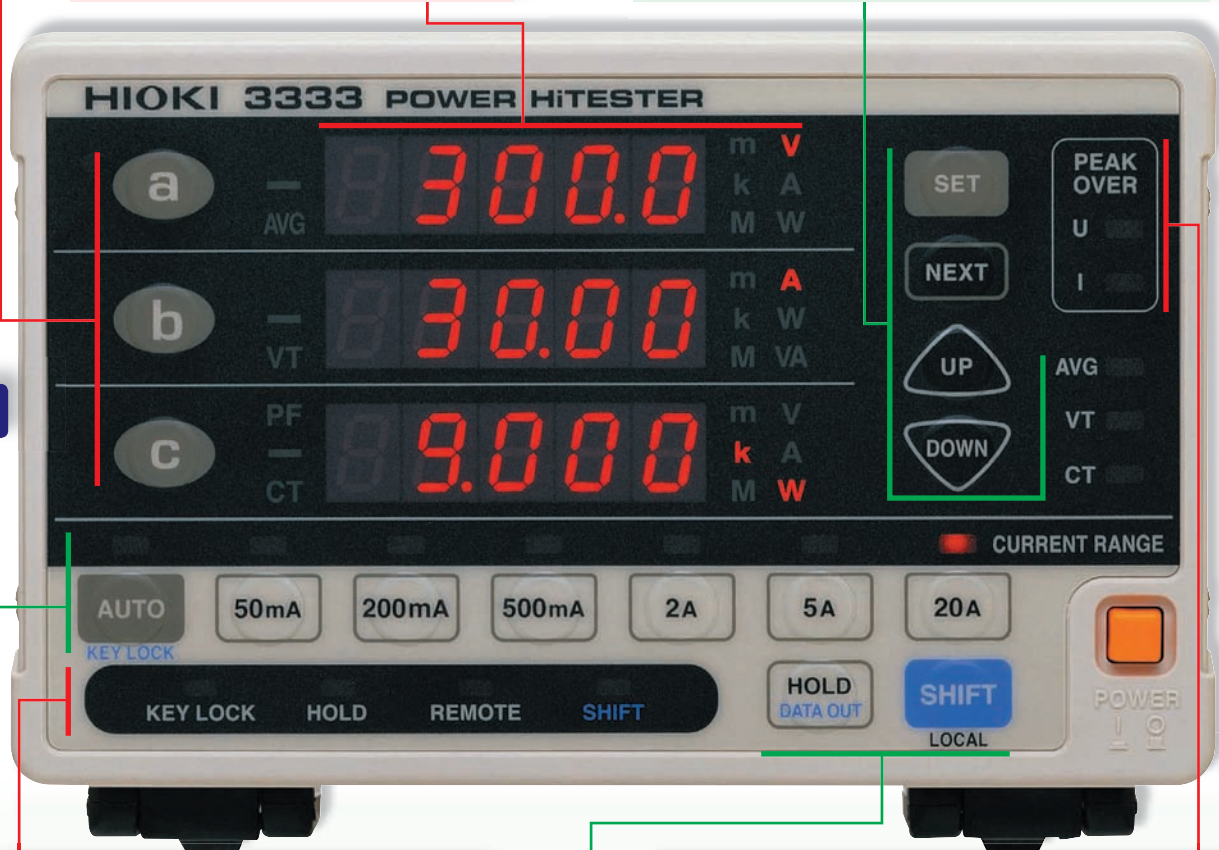 HIOKI 3333 POWER HiTESTER
a
AVG
300.0
m V
k A
M W
b
VT
30.00
m A
k W
M VA
c
PF
CT
9.000
m V
k A
M W
SET
NEXT
UP
DOWN
PEAK
OVER
U
I
AVG
VT
CT
CURRENT RANGE
AUTO
50mA
200mA
500mA
2A
5A
20A
KEY LOCK
KEY LOCK
HOLD
REMOTE
SHIFT
HOLD
DATA OUT
SHIFT
LOCAL
POWER